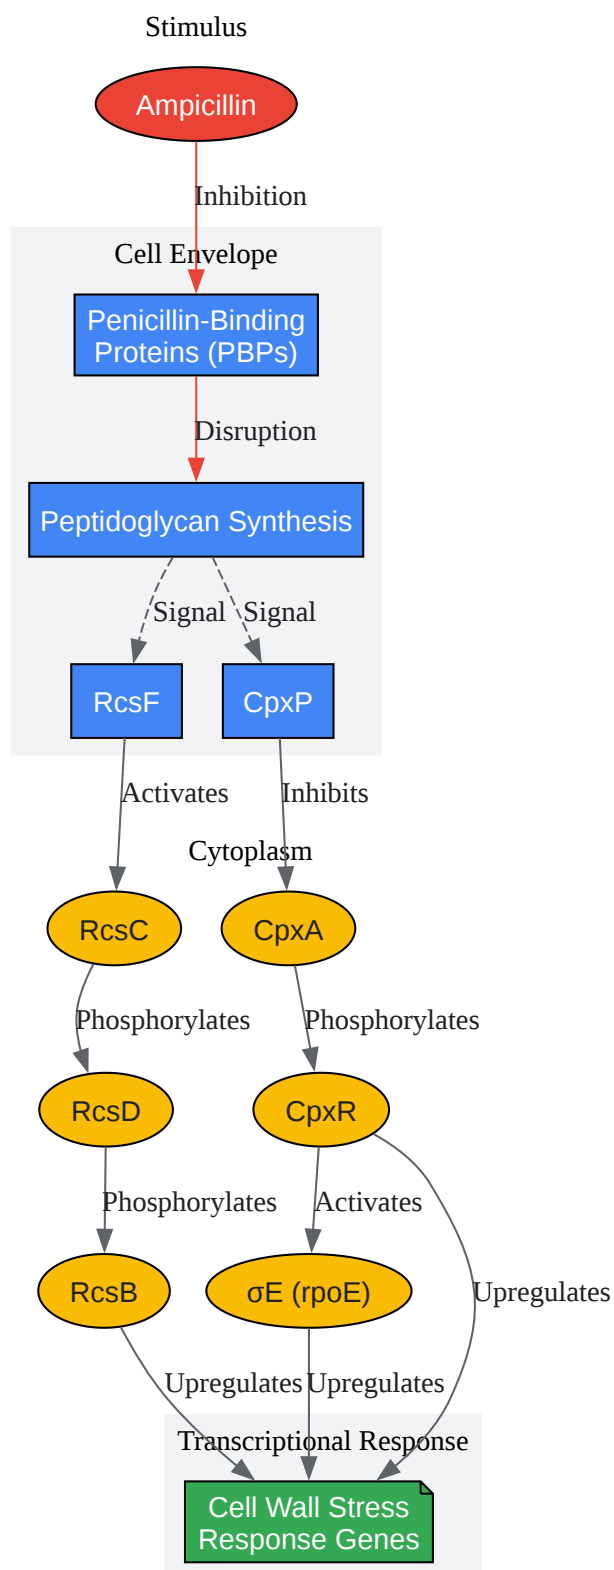 Stimulus
Ampicillin
Inhibition
Cell Envelope
Penicillin-Binding
Proteins (PBPs)
Disruption
Peptidoglycan Synthesis
Signal
Signal
RcsF
CpxP
Activates
Inhibits
Cytoplasm
RcsC
CpxA
Phosphorylates
Phosphorylates
RcsD
CpxR
Phosphorylates
Activates
RcsB
σE (rpoE)
Upregulates
Upregulates
Upregulates
Transcriptional Response
Cell Wall Stress
Response Genes